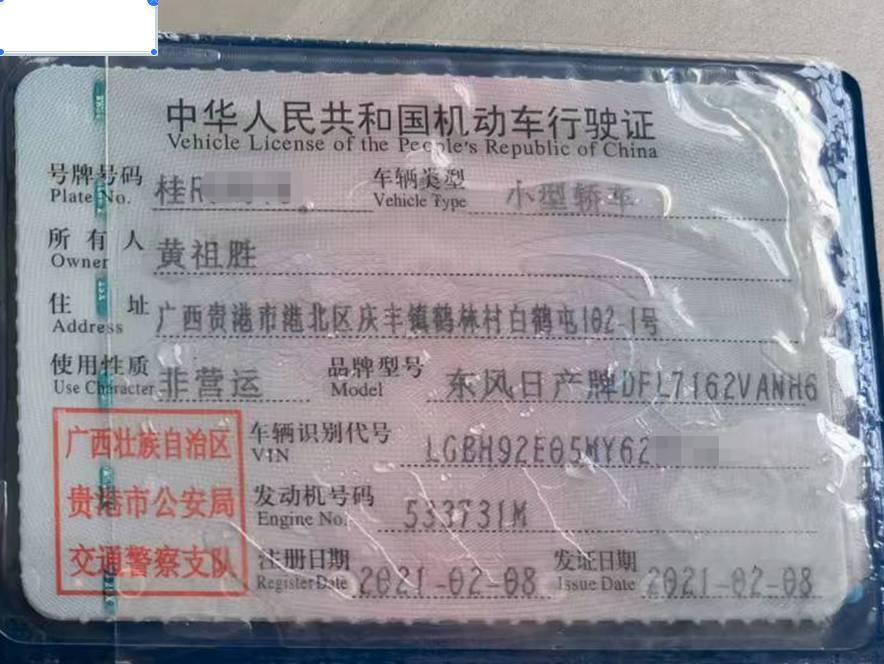 中华人民共和国机动车行驶证
Vehicle License of the People's Republic of China
号牌号码 桂R 车辆类型 小型轿车
Plate No. Vehicle Type
所有人 黄祖胜
Owner
住址 广西贵港市港北区庆丰镇鹤林村白鹤屯102-1号
Address
使用性质 非营运 品牌型号 东风日产牌DFL7162VANH6
Use Character Model
广西壮族自治区 车辆识别代号 LGBH92E05MY62
VIN
贵港市公安局 发动机号码 533731M
Engine No.
交通警察支队 注册日期 2021-02-08 发证日期 2021-02-08
Register Date Issue Date